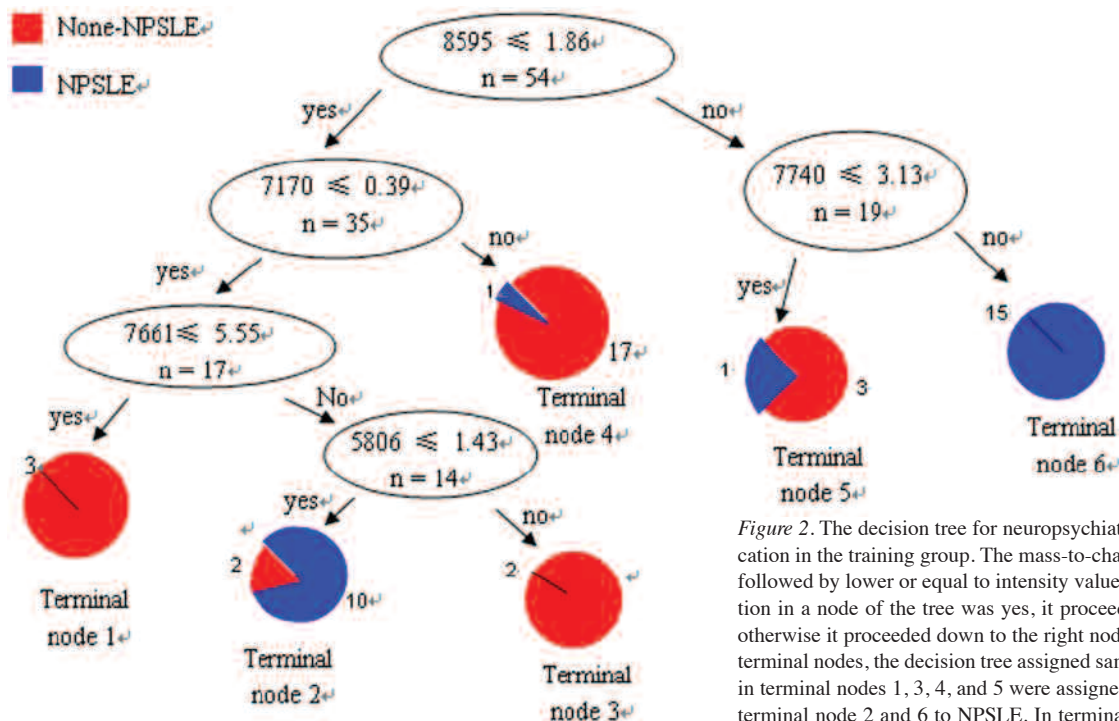 None-NPSLE↵
NPSLE↵
8595 ⩽ 1.86↵
n = 54↵
yes↵
no↵
7170 ⩽ 0.39↵
n = 35↵
7740 ⩽ 3.13↵
n = 19↵
yes↵
no↵
yes↵
no↵
7661⩽ 5.55↵
n = 17↵
1
17↵
Terminal
node 4↵
1
3
Terminal
node 5↵
15
Terminal
node 6↵
yes↵
No↵
3
Terminal
node 1↵
5806 ⩽ 1.43↵
n = 14↵
yes↵
no↵
↵
2
10↵
Terminal
node 2↵
2
↵
Terminal
node 3↵
Figure 2. The decision tree for neuropsychiat
cation in the training group. The mass-to-cha
followed by lower or equal to intensity value
tion in a node of the tree was yes, it procee
otherwise it proceeded down to the right nod
terminal nodes, the decision tree assigned sar
in terminal nodes 1, 3, 4, and 5 were assigne
terminal node 2 and 6 to NPSLE. In termina